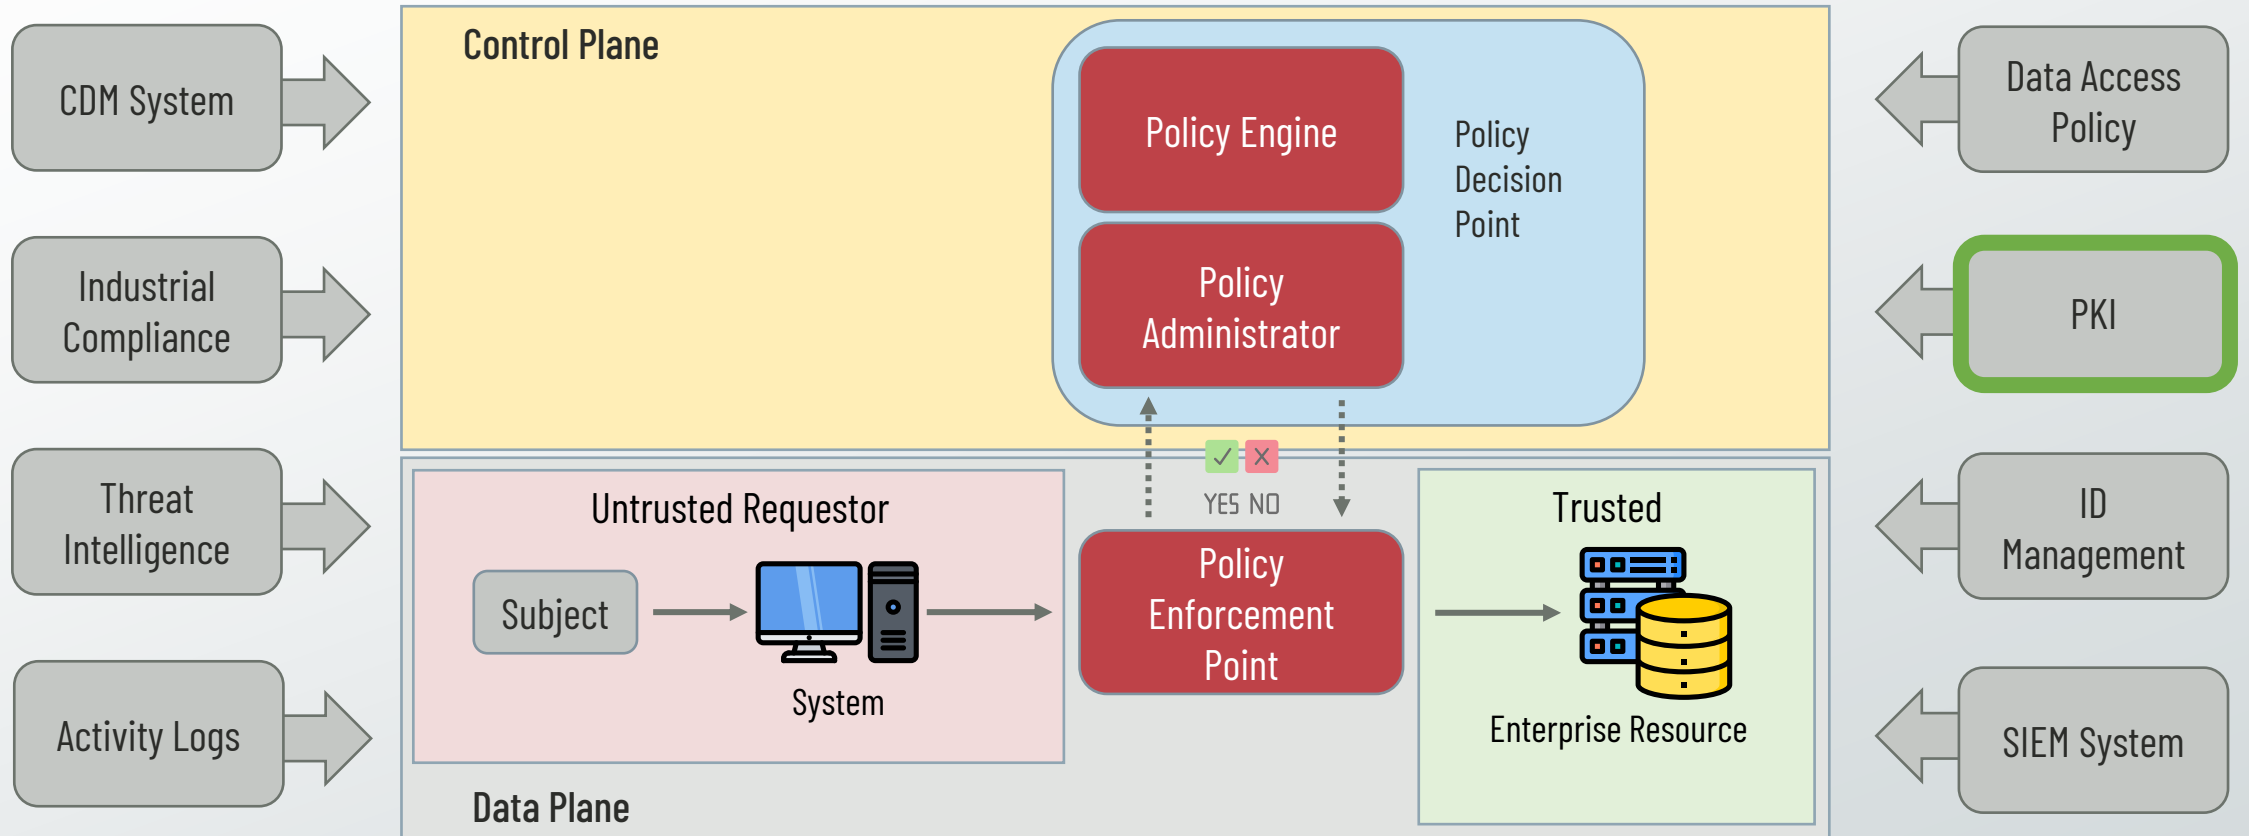 CDM System
Industrial
Compliance
Threat
Intelligence
Activity Logs
Control Plane
Policy Engine
Policy
Administrator
Policy
Decision
Point
YES NO
Untrusted Requestor
Subject
System
Policy
Enforcement
Point
Trusted
Enterprise Resource
Data Plane
Data Access
Policy
PKI
ID
Management
SIEM System